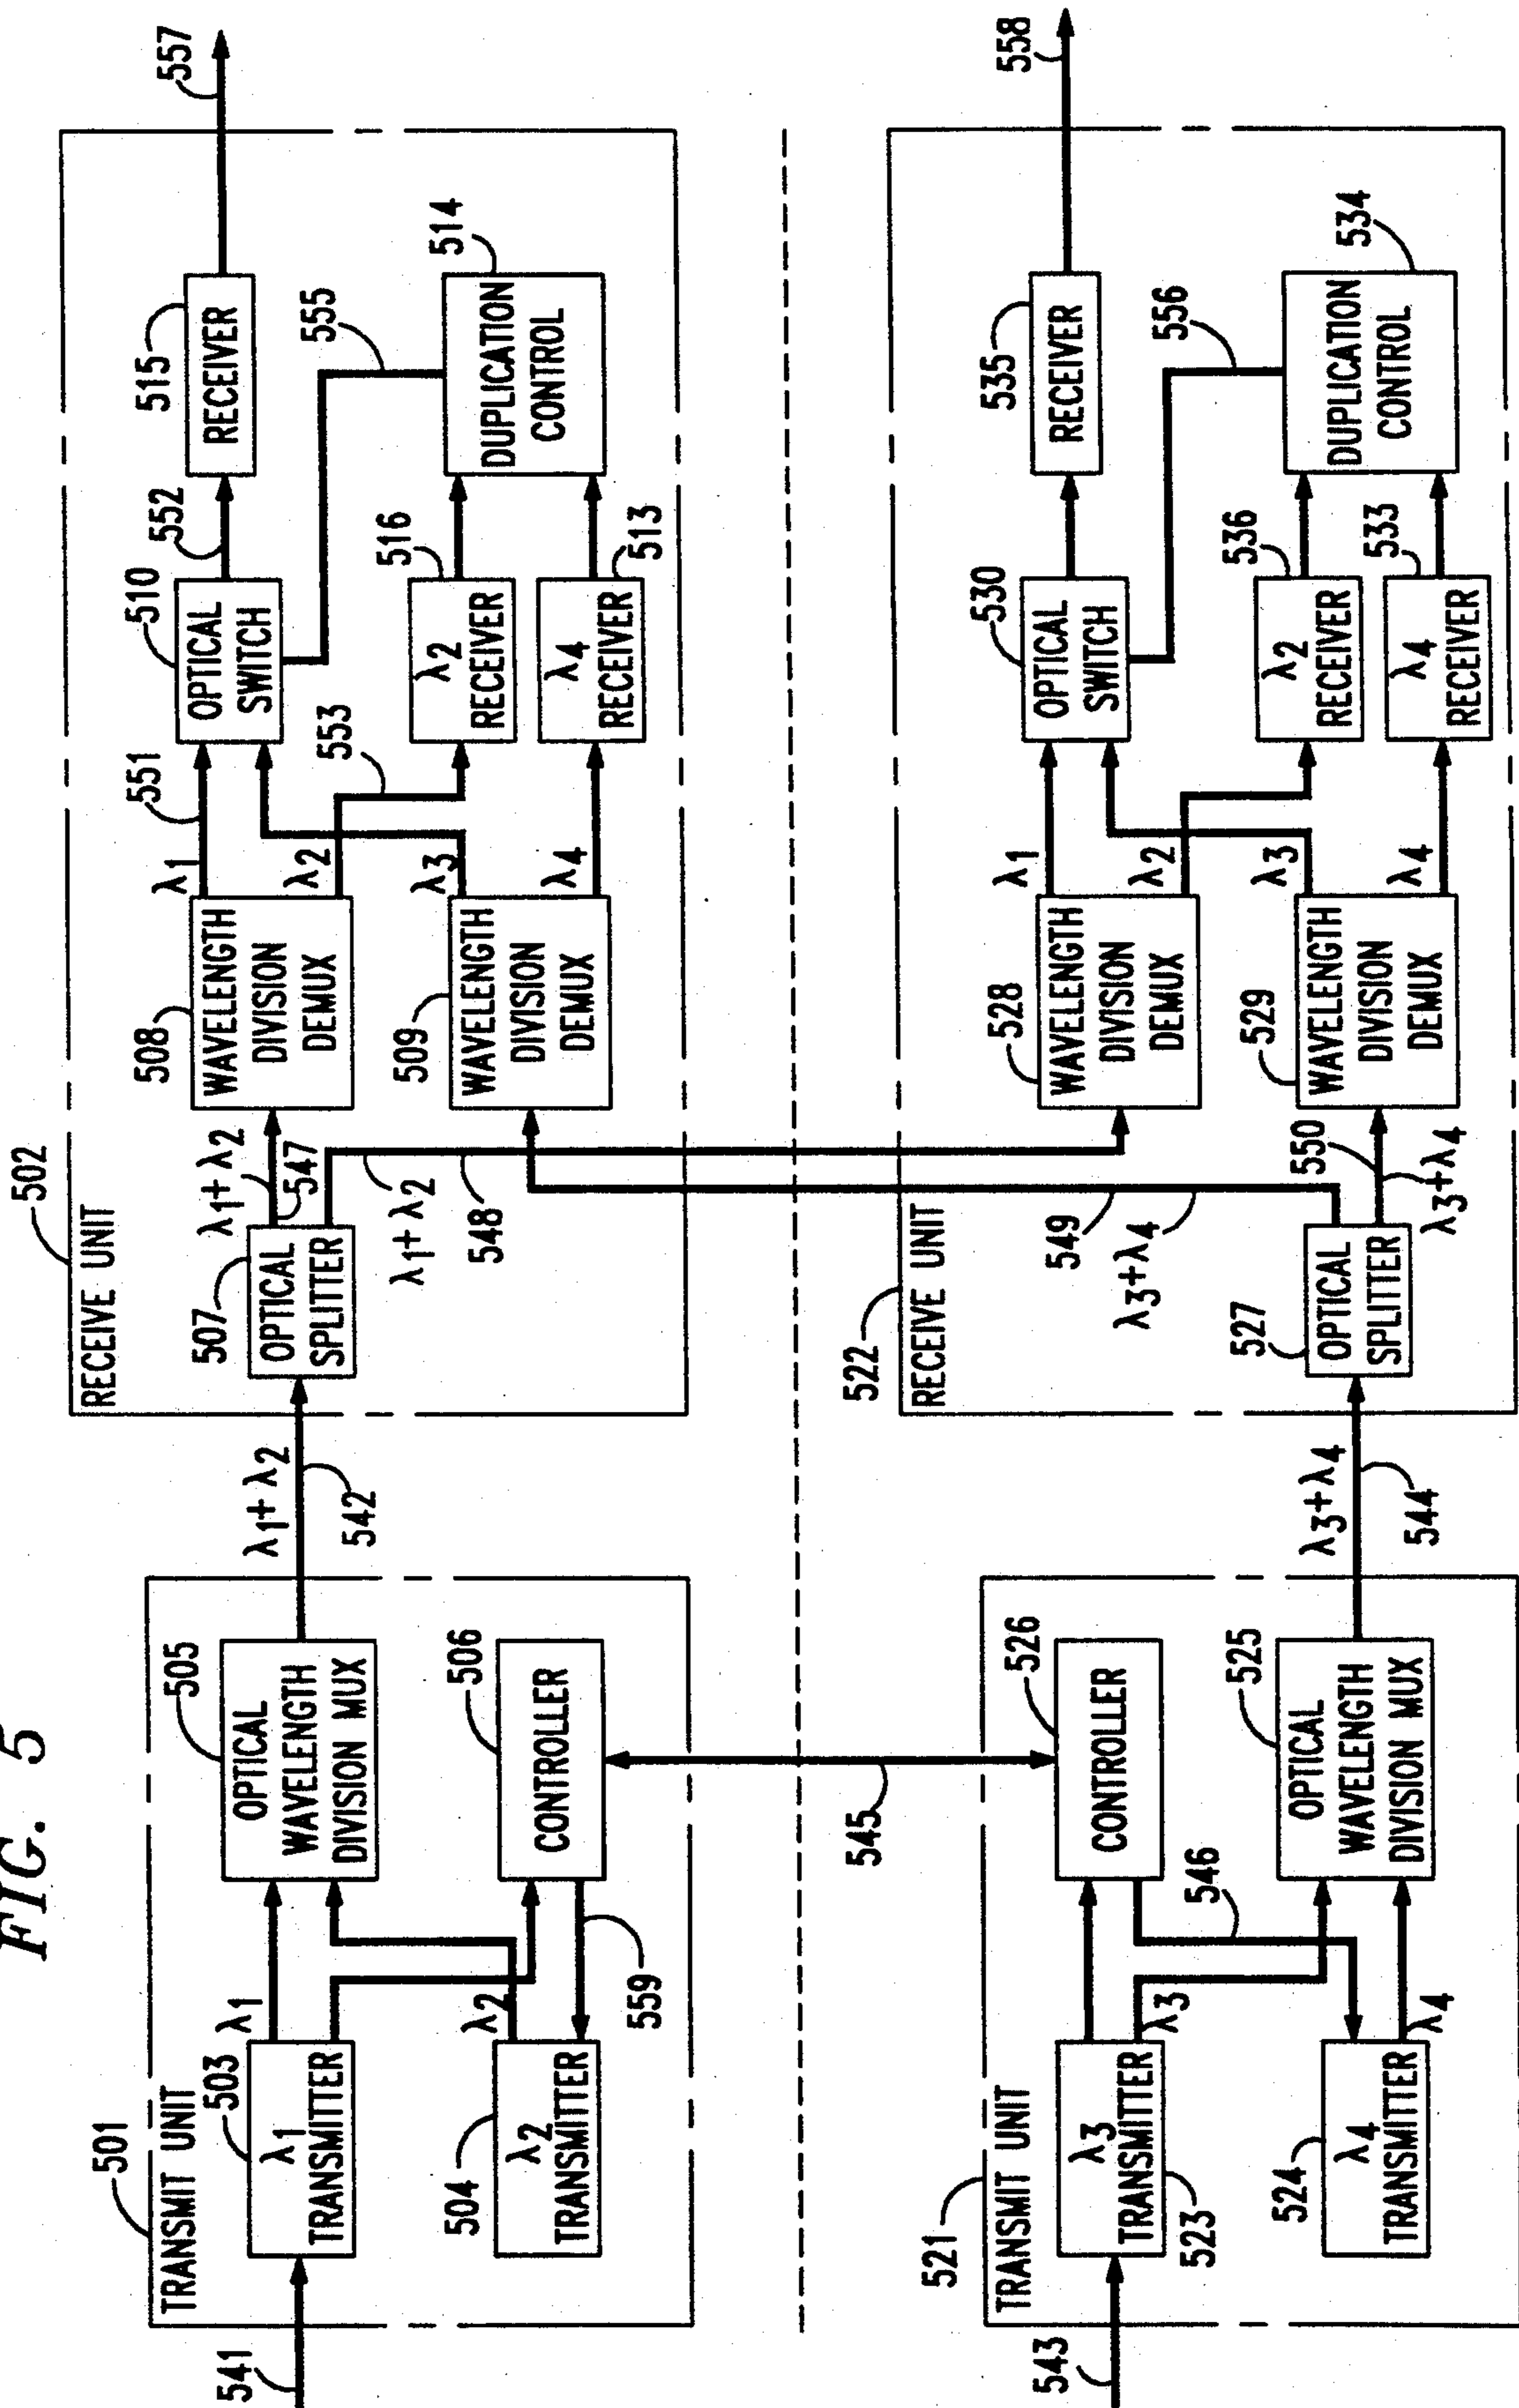 FIG. 5
501
TRANSMIT UNIT
541
503
λ1
TRANSMITTER
λ1
504
λ2
TRANSMITTER
λ2
559
505
OPTICAL
WAVELENGTH
DIVISION MUX
506
CONTROLLER
λ1+λ2
542
545
521
TRANSMIT UNIT
543
λ3
TRANSMITTER
523
λ3
524
λ4
TRANSMITTER
λ4
546
526
CONTROLLER
525
OPTICAL
WAVELENGTH
DIVISION MUX
λ3+λ4
544
502
RECEIVE UNIT
507
OPTICAL
SPLITTER
λ1+λ2
547
λ1+λ2
548
508
WAVELENGTH
DIVISION
DEMUX
509
WAVELENGTH
DIVISION
DEMUX
λ1
551
λ2
553
λ3
λ4
510
OPTICAL
SWITCH
552
515
RECEIVER
557
555
516
λ2
RECEIVER
513
λ4
RECEIVER
514
DUPLICATION
CONTROL
522
RECEIVE UNIT
527
OPTICAL
SPLITTER
549
λ3+λ4
550
λ3+λ4
528
WAVELENGTH
DIVISION
DEMUX
529
WAVELENGTH
DIVISION
DEMUX
λ1
λ2
λ3
λ4
530
OPTICAL
SWITCH
535
RECEIVER
558
556
536
λ2
RECEIVER
533
λ4
RECEIVER
534
DUPLICATION
CONTROL